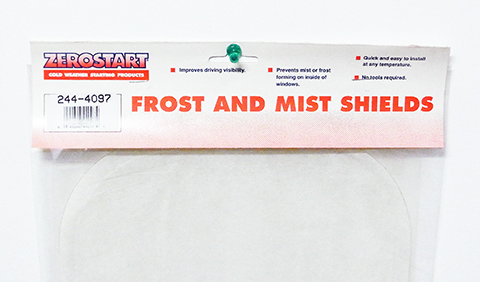 ZEROSTART
COLD WEATHER STARTING PRODUCTS
Improves driving visibility.
Prevents mist or frost
forming on inside of
windows.
Quick and easy to install
at any temperature.
No tools required.
244-4097
FROST AND MIST SHIELDS